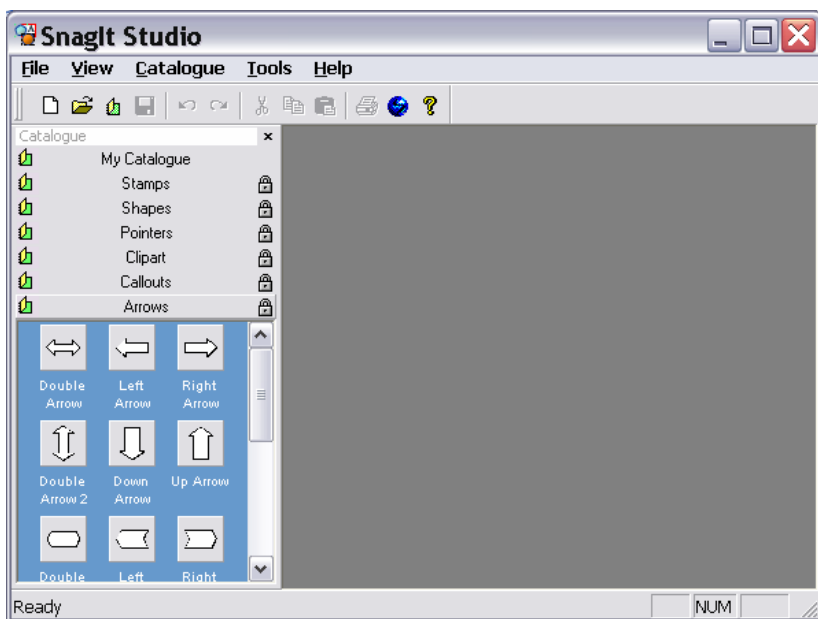 SnagIt Studio
File View Catalogue Tools Help
Catalogue
My Catalogue
Stamps
Shapes
Pointers
Clipart
Callouts
Arrows
Double Left Right
Arrow Arrow Arrow
Double Down Up Arrow
Arrow 2 Arrow
Double Left Right
Ready NUM